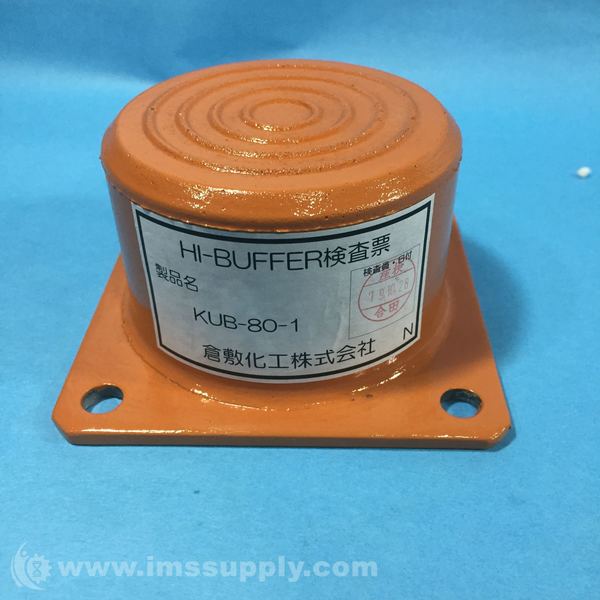 HI-BUFFER検査票
製品名
検査員・日付
KUB-80-1
合田
倉敷化工株式会社
N
www.imssupply.com